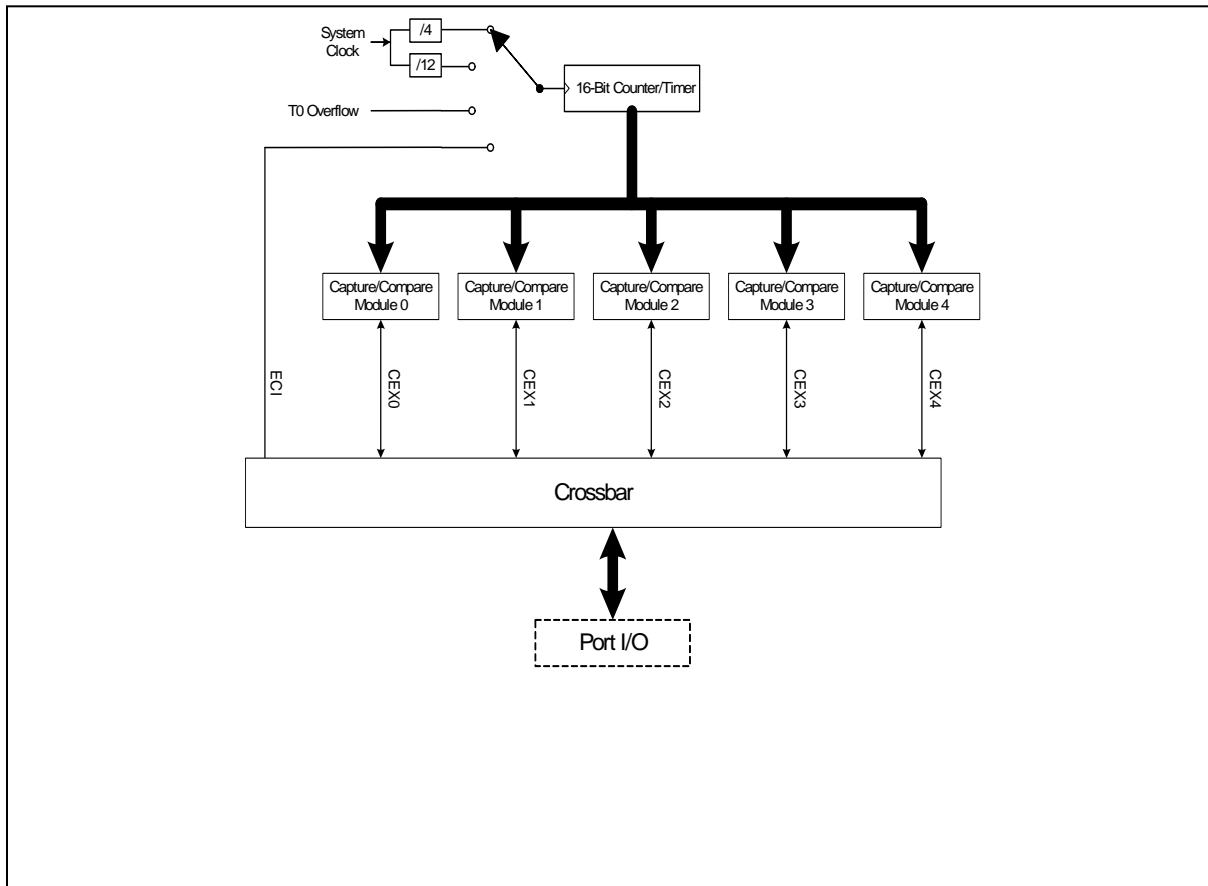 System
Clock
/4
/12
16-Bit Counter/Timer
T0 Overflow
Capture/Compare
Module 0
Capture/Compare
Module 1
Capture/Compare
Module 2
Capture/Compare
Module 3
Capture/Compare
Module 4
ECI
CEX0
CEX1
CEX2
CEX3
CEX4
Crossbar
Port I/O